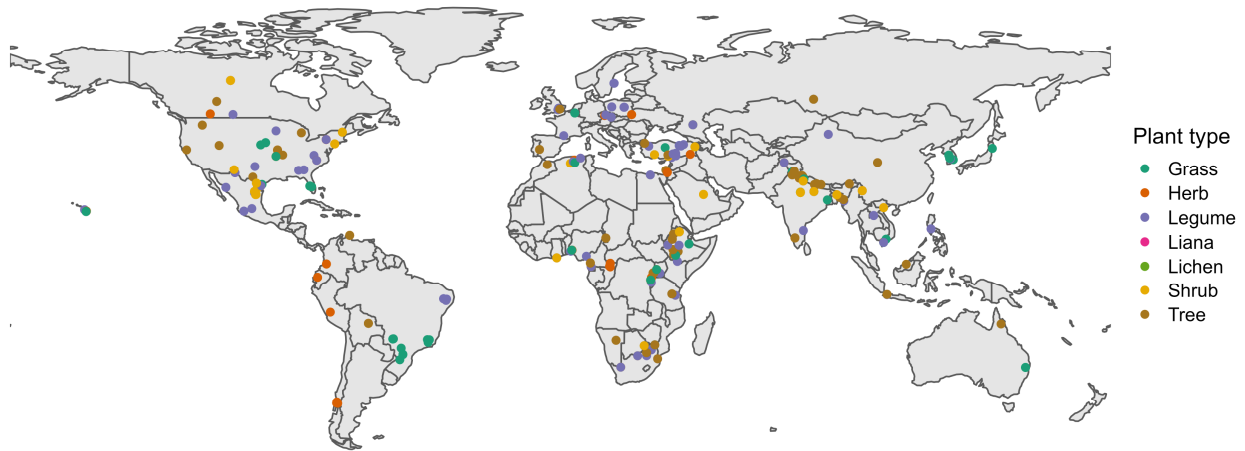 Plant type
Grass
Herb
Legume
Liana
Lichen
Shrub
Tree